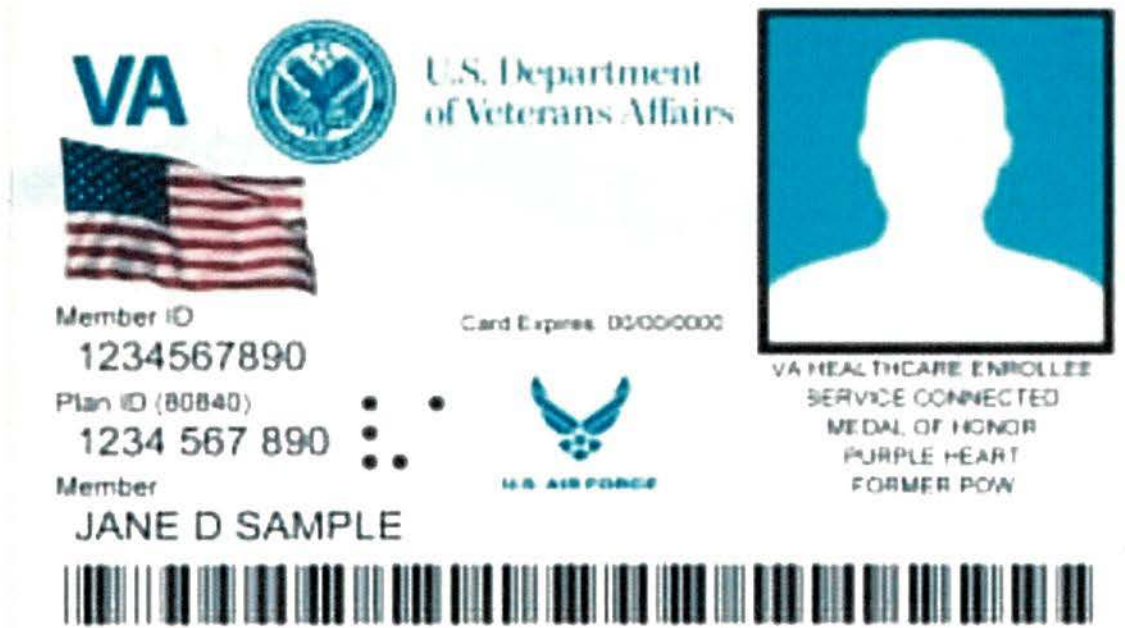 VA
U.S. Department
of Veterans Affairs
Member ID
1234567890
Card Expires 00/00/0000
Plan ID (80840)
1234 567 890
Member
JANE D SAMPLE
U.S. AIR FORCE
VA HEALTHCARE ENROLLEE
SERVICE CONNECTED
MEDAL OF HONOR
PURPLE HEART
FORMER POW